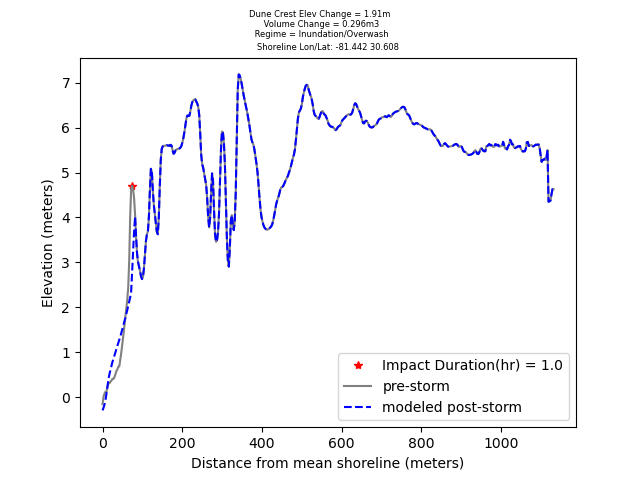 Dune Crest Elev Change = 1.91m
Volume Change = 0.296m3
Regime = Inundation/Overwash
Shoreline Lon/Lat: -81.442 30.608
7
6
5
4
3
2
1
0
Elevation (meters)
Impact Duration(hr) = 1.0
pre-storm
modeled post-storm
0 200 400 600 800 1000
Distance from mean shoreline (meters)